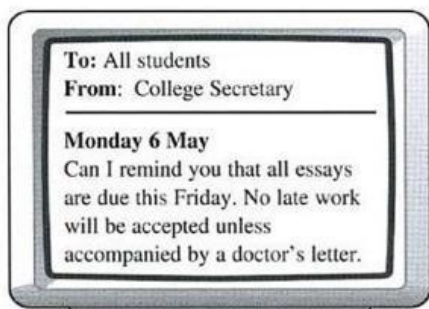 To: All students
From: College Secretary
Monday 6 May
Can I remind you that all essays
are due this Friday. No late work
will be accepted unless
accompanied by a doctor's letter.